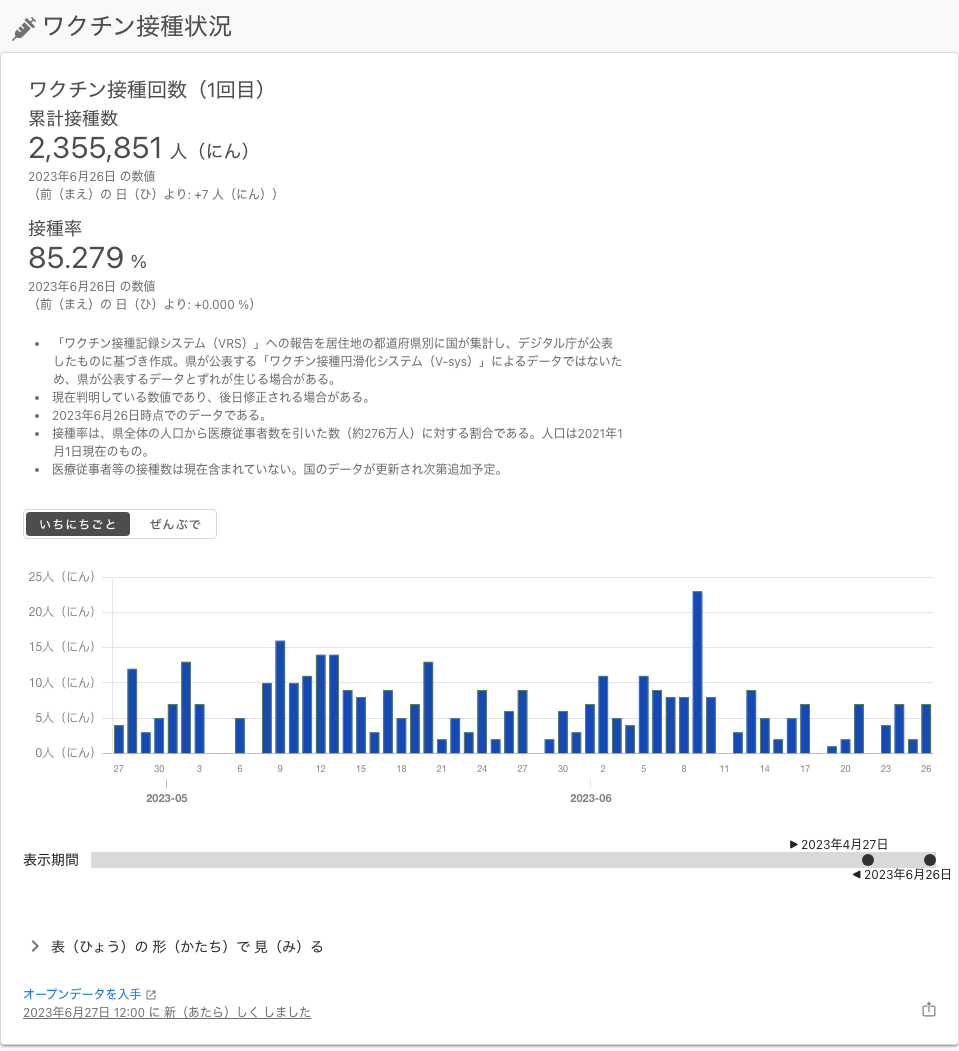 ワクチン接種状況
ワクチン接種回数（1回目）
累計接種数
2,355,851 人（にん）
2023年6月26日 の数値
（前（まえ）の 日（ひ）より: +7 人（にん））
接種率
85.279 %
2023年6月26日 の数値
（前（まえ）の 日（ひ）より: +0.000 %）
• 「ワクチン接種記録システム（VRS）」への報告を居住地の都道府県別に国が集計し、デジタル庁が公表
したものに基づき作成。県が公表する「ワクチン接種円滑化システム（V-sys）」によるデータではないた
め、県が公表するデータとずれが生じる場合がある。
• 現在判明している数値であり、後日修正される場合がある。
• 2023年6月26日時点でのデータである。
• 接種率は、県全体の人口から医療従事者数を引いた数（約276万人）に対する割合である。人口は2021年1
月1日現在のもの。
• 医療従事者等の接種数は現在含まれていない。国のデータが更新され次第追加予定。
いちにちごと ぜんぶで
25人（にん）
20人（にん）
15人（にん）
10人（にん）
5人（にん）
0人（にん）
27 30 3 6 9 12 15 18 21 24 27 30 2 5 8 11 14 17 20 23 26
2023-05 2023-06
▶ 2023年4月27日
表示期間
◀ 2023年6月26日
表（ひょう）の 形（かたち）で 見（み）る
オープンデータを入手
2023年6月27日 12:00 に 新（あたら）しく しました